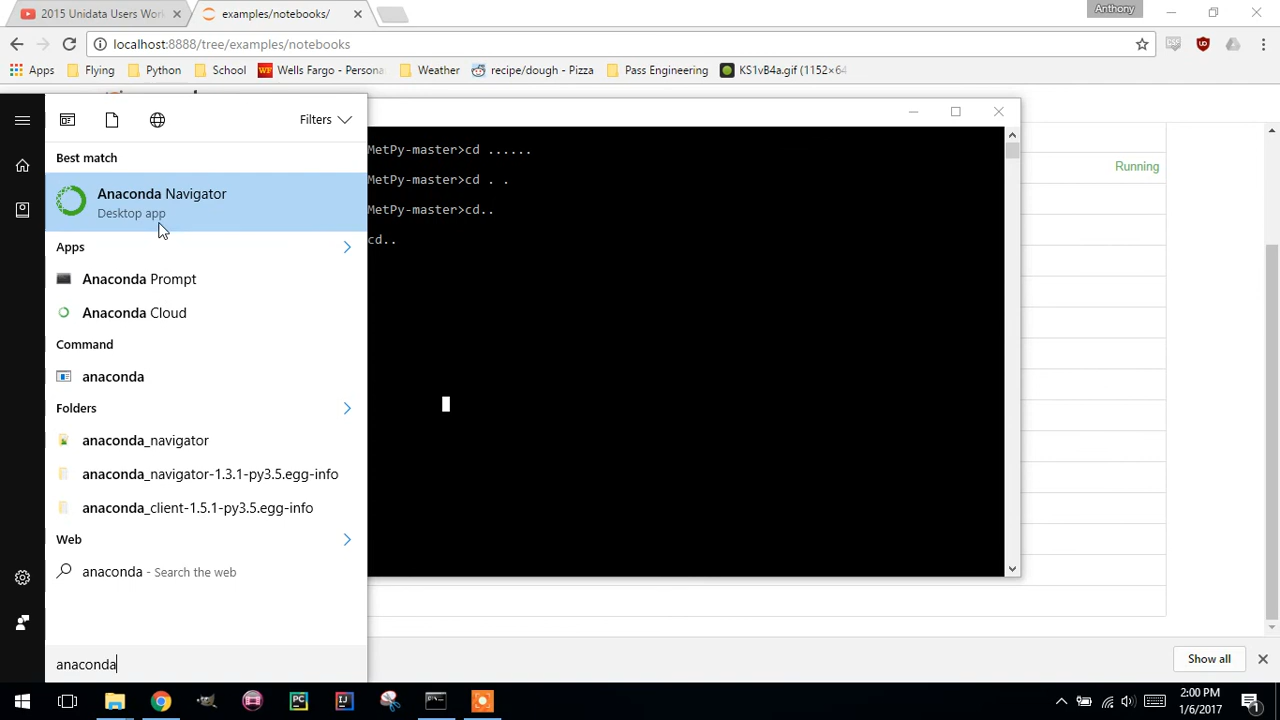 2015 Unidata Users Wor
examples/notebooks/
Anthony
localhost:8888/tree/examples/notebooks
Apps
Flying
Python
School
WF
Wells Fargo - Persona
Weather
recipe/dough - Pizza
Pass Engineering
KS1vB4a.gif (1152×64
Filters
Best match
Anaconda Navigator
Desktop app
Apps
Anaconda Prompt
Anaconda Cloud
Command
anaconda
Folders
anaconda_navigator
anaconda_navigator-1.3.1-py3.5.egg-info
anaconda_client-1.5.1-py3.5.egg-info
Web
anaconda - Search the web
anaconda
MetPy-master>cd ......
MetPy-master>cd . .
MetPy-master>cd..
cd..
Running
Show all
PC
IJ
2:00 PM
1/6/2017
1